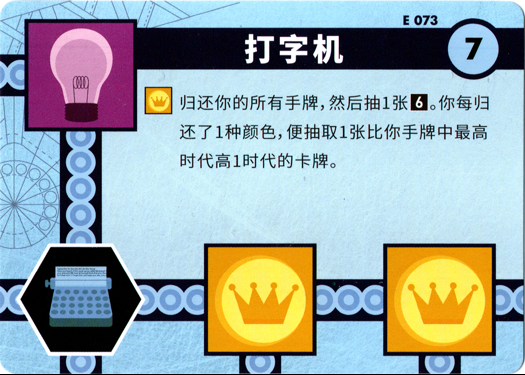 E 073
打字机
7
归还你的所有手牌，然后抽1张6。你每归
还了1种颜色，便抽取1张比你手牌中最高
时代高1时代的卡牌。